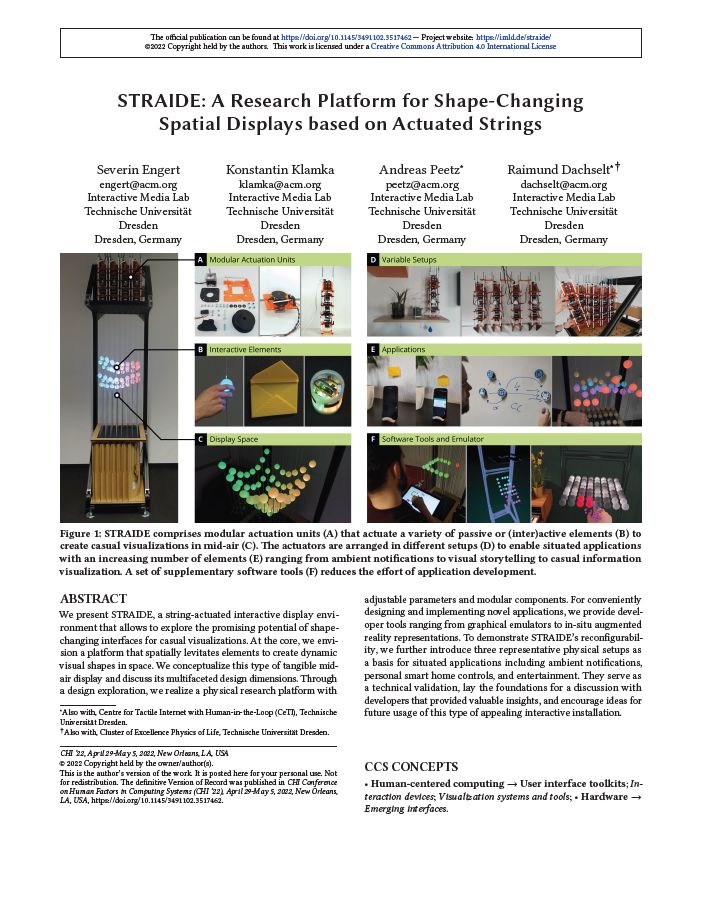 The official publication can be found at https://doi.org/10.1145/3491102.3517462 — Project website: https://imld.de/straide/
©2022 Copyright held by the authors. This work is licensed under a Creative Commons Attribution 4.0 International License
STRAIDE: A Research Platform for Shape-Changing
Spatial Displays based on Actuated Strings
Severin Engert
engert@acm.org
Interactive Media Lab
Technische Universität
Dresden
Dresden, Germany
Konstantin Klamka
klamka@acm.org
Interactive Media Lab
Technische Universität
Dresden
Dresden, Germany
Andreas Peetz*
peetz@acm.org
Interactive Media Lab
Technische Universität
Dresden
Dresden, Germany
Raimund Dachselt*†
dachselt@acm.org
Interactive Media Lab
Technische Universität
Dresden
Dresden, Germany
A Modular Actuation Units
B Interactive Elements
C Display Space
D Variable Setups
E Applications
F Software Tools and Emulator
Figure 1: STRAIDE comprises modular actuation units (A) that actuate a variety of passive or (inter)active elements (B) to
create casual visualizations in mid-air (C). The actuators are arranged in different setups (D) to enable situated applications
with an increasing number of elements (E) ranging from ambient notifications to visual storytelling to casual information
visualization. A set of supplementary software tools (F) reduces the effort of application development.
ABSTRACT
We present STRAIDE, a string-actuated interactive display envi-
ronment that allows to explore the promising potential of shape-
changing interfaces for casual visualizations. At the core, we envi-
sion a platform that spatially levitates elements to create dynamic
visual shapes in space. We conceptualize this type of tangible mid-
air display and discuss its multifaceted design dimensions. Through
a design exploration, we realize a physical research platform with
*Also with, Centre for Tactile Internet with Human-in-the-Loop (CeTI), Technische
Universität Dresden.
†Also with, Cluster of Excellence Physics of Life, Technische Universität Dresden.
CHI '22, April 29-May 5, 2022, New Orleans, LA, USA
© 2022 Copyright held by the owner/author(s).
This is the author's version of the work. It is posted here for your personal use. Not
for redistribution. The definitive Version of Record was published in CHI Conference
on Human Factors in Computing Systems (CHI '22), April 29-May 5, 2022, New Orleans,
LA, USA, https://doi.org/10.1145/3491102.3517462.
adjustable parameters and modular components. For conveniently
designing and implementing novel applications, we provide devel-
oper tools ranging from graphical emulators to in-situ augmented
reality representations. To demonstrate STRAIDE's reconfigurabil-
ity, we further introduce three representative physical setups as
a basis for situated applications including ambient notifications,
personal smart home controls, and entertainment. They serve as
a technical validation, lay the foundations for a discussion with
developers that provided valuable insights, and encourage ideas for
future usage of this type of appealing interactive installation.
CCS CONCEPTS
• Human-centered computing → User interface toolkits; In-
teraction devices; Visualization systems and tools; • Hardware →
Emerging interfaces.